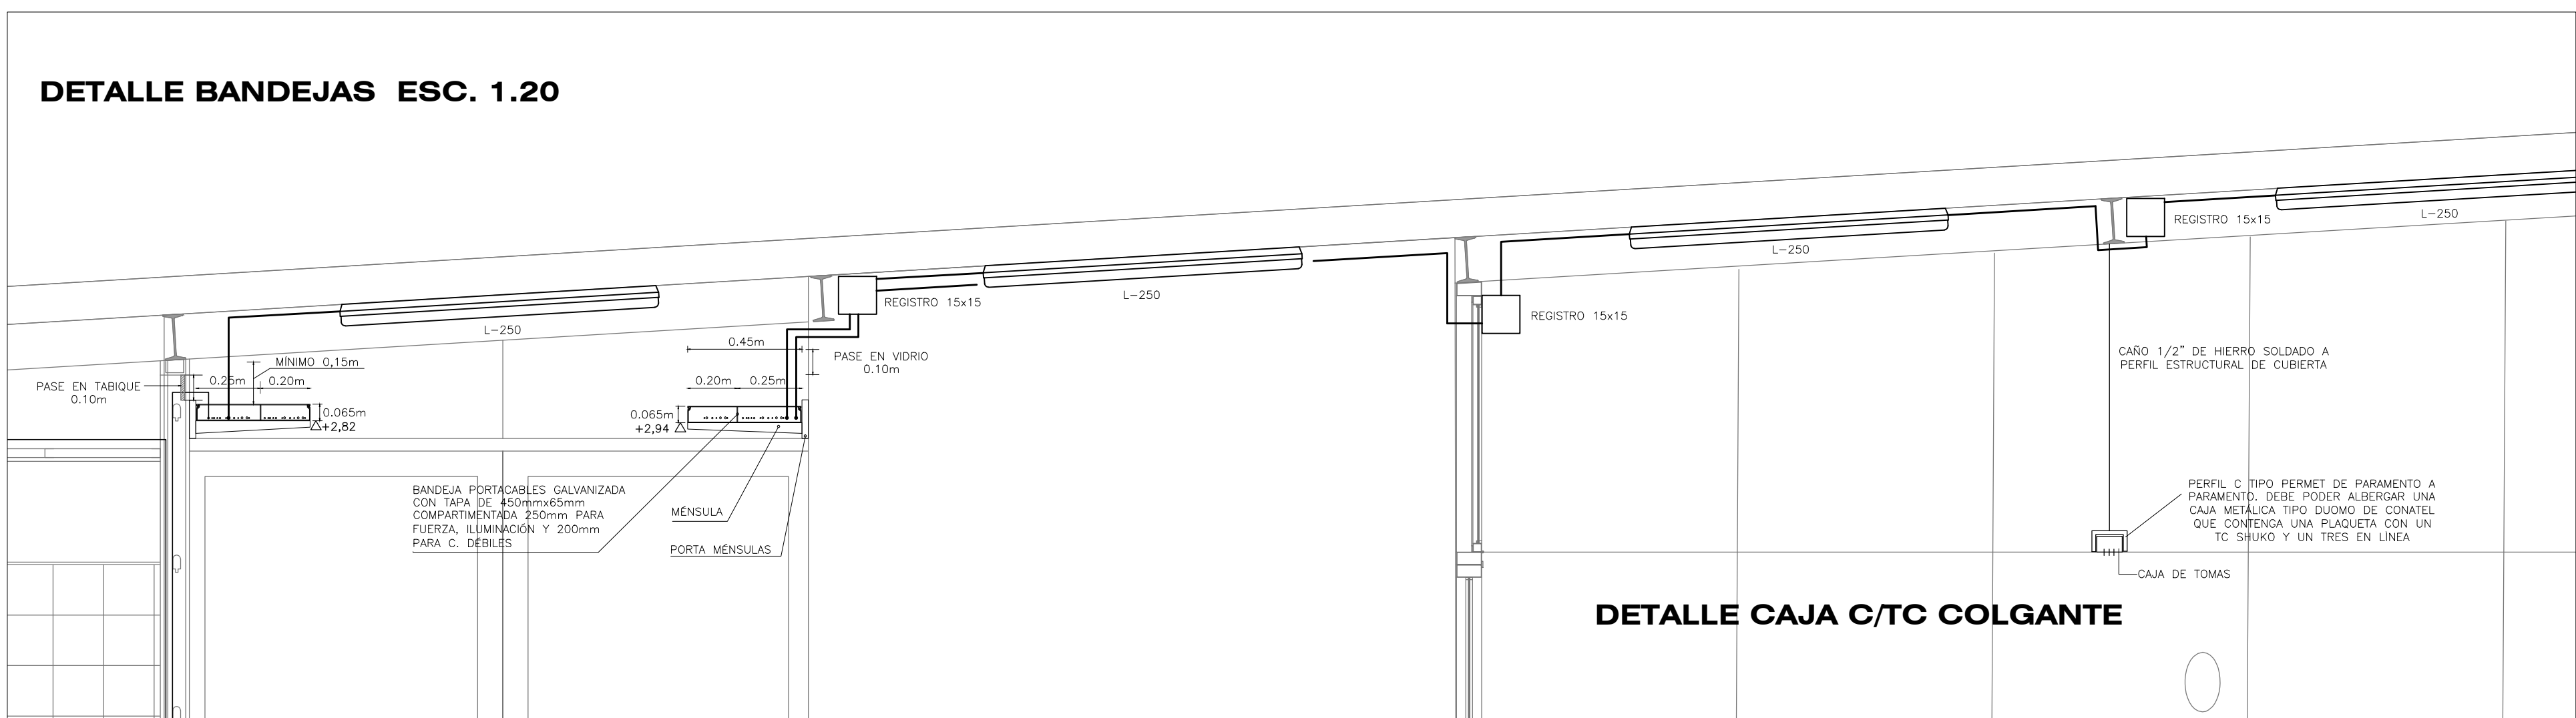 DETALLE BANDEJAS  ESC. 1.20
L-250
REGISTRO 15x15
L-250
REGISTRO 15x15
L-250
REGISTRO 15x15
L-250
PASE EN TABIQUE
0.10m
MÍNIMO 0,15m
0.25m
0.20m
0.065m
+2,82
0.45m
0.20m
0.25m
0.065m
+2,94
PASE EN VIDRIO
0.10m
BANDEJA PORTACABLES GALVANIZADA
CON TAPA DE 450mmx65mm
COMPARTIMENTADA 250mm PARA
FUERZA, ILUMINACIÓN Y 200mm
PARA C. DÉBILES
MÉNSULA
PORTA MÉNSULAS
CAÑO 1/2" DE HIERRO SOLDADO A
PERFIL ESTRUCTURAL DE CUBIERTA
PERFIL C TIPO PERMET DE PARAMENTO A
PARAMENTO. DEBE PODER ALBERGAR UNA
CAJA METÁLICA TIPO DUOMO DE CONATEL
QUE CONTENGA UNA PLAQUETA CON UN
TC SHUKO Y UN TRES EN LÌNEA
CAJA DE TOMAS
DETALLE CAJA C/TC COLGANTE